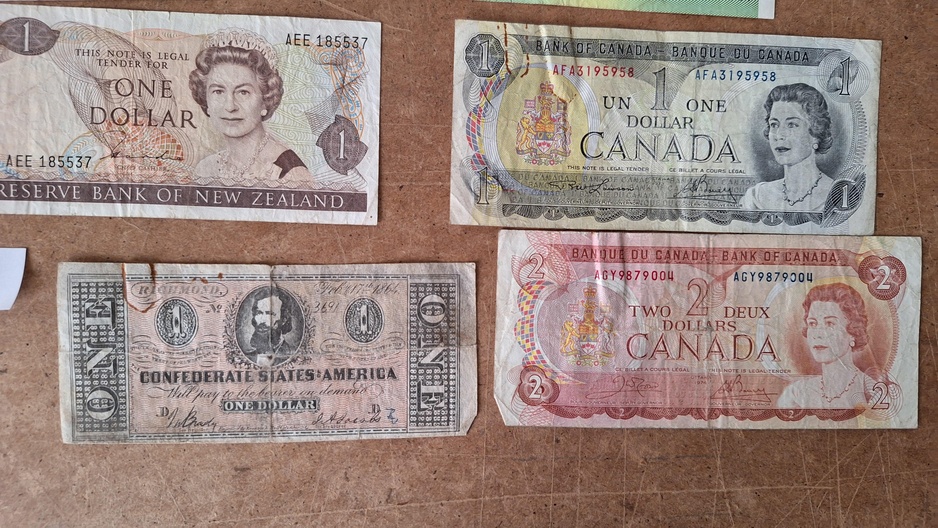 1
THIS NOTE IS LEGAL
TENDER FOR
ONE
DOLLAR
AEE 185537
AEE 185537
1
RESERVE BANK OF NEW ZEALAND
1
BANK OF CANADA – BANQUE DU CANADA
1
AFA3195958
AFA3195958
UN 1 ONE
DOLLAR
CANADA
THIS NOTE IS LEGAL TENDER
CE BILLET A COURS LEGAL
1
1
RICHMOND
1
1
ONE
ONE
CONFEDERATE STATES AMERICA
Will pay to the bearer on demand
ONE DOLLAR
D
D
BANQUE DU CANADA – BANK OF CANADA
2
2
AGY9879004
AGY9879004
TWO 2 DEUX
DOLLARS
CANADA
CE BILLET A COURS LEGAL
THIS NOTE IS LEGAL TENDER
2
2